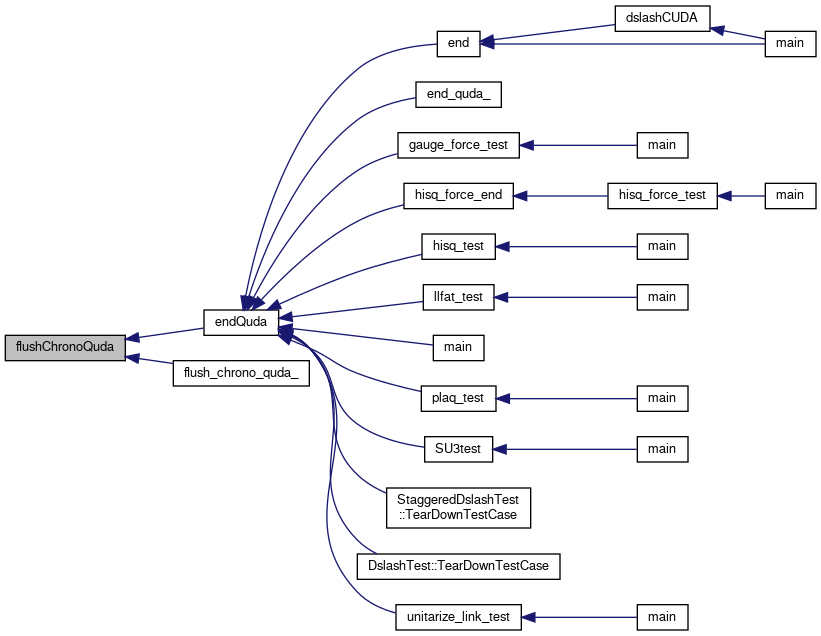 dslashCUDA
end
main
end_quda_
gauge_force_test
main
hisq_force_end
hisq_force_test
main
hisq_test
main
llfat_test
main
endQuda
flushChronoQuda
main
flush_chrono_quda_
plaq_test
main
SU3test
main
StaggeredDslashTest
::TearDownTestCase
DslashTest::TearDownTestCase
unitarize_link_test
main